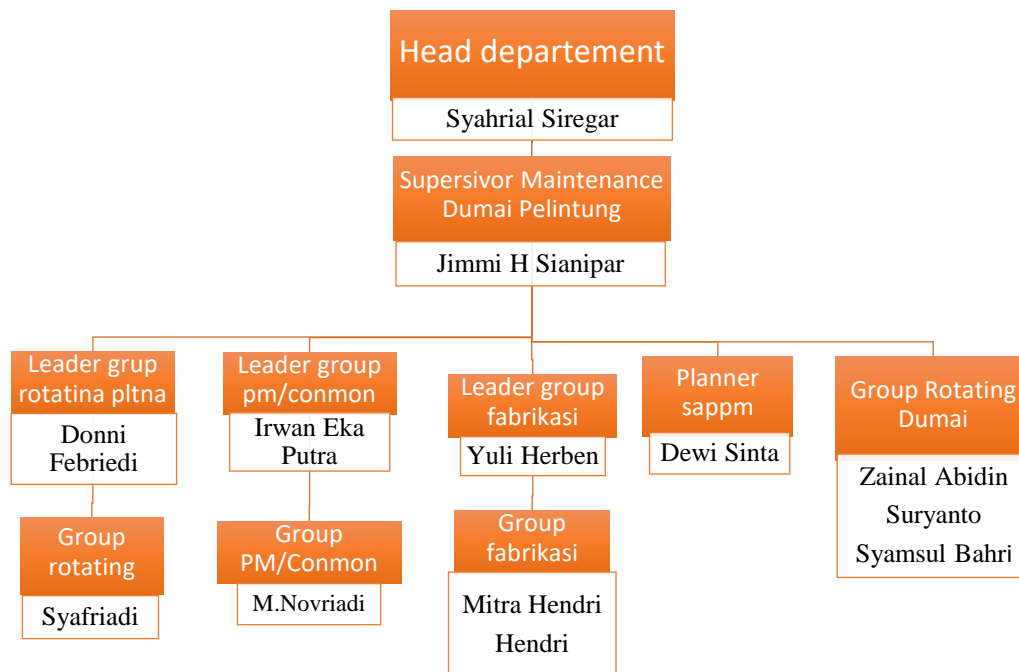 Head departement
Syahrial Siregar
Supersivor Maintenance
Dumai Pelintung
Jimmi H Sianipar
Leader grup
rotatina pltna
Donni
Febriedi
Group
rotating
Syafriadi
Leader group
pm/conmon
Irwan Eka
Putra
Group
PM/Conmon
M.Novriadi
Leader group
fabrikasi
Yuli Herben
Group
fabrikasi
Mitra Hendri
Hendri
Planner
sappm
Dewi Sinta
Group Rotating
Dumai
Zainal Abidin
Suryanto
Syamsul Bahri